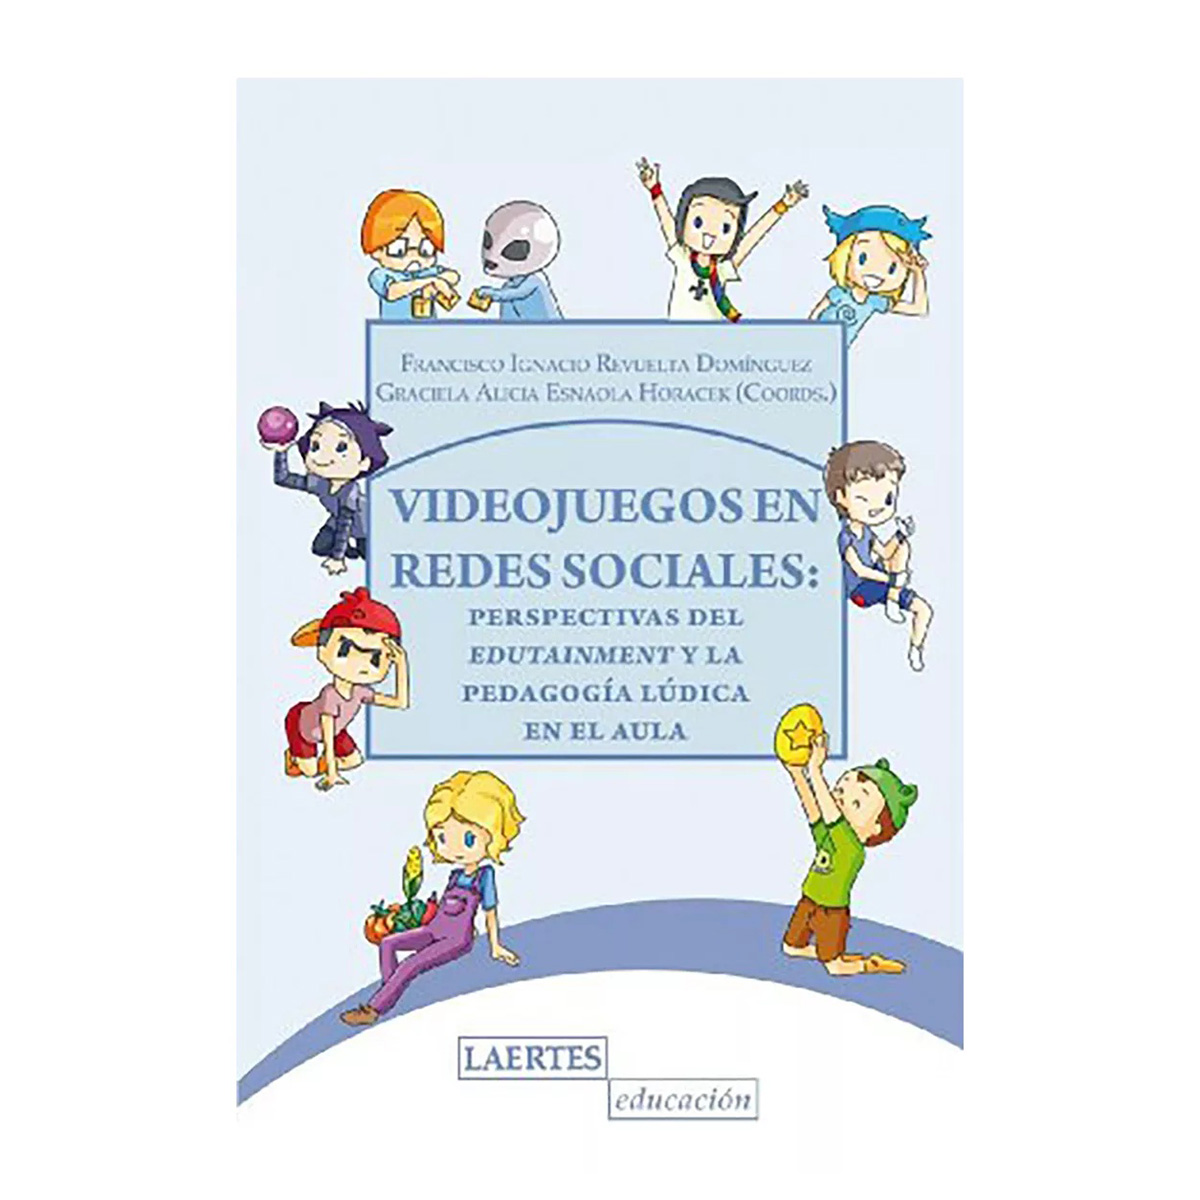 FRANCISCO IGNACIO REVUELTA DOMÍNGUEZ
GRACIELA ALICIA ESNAOLA HORACEK (COORDS.)
VIDEOJUEGOS EN
REDES SOCIALES:
PERSPECTIVAS DEL
EDUTAINMENT Y LA
PEDAGOGÍA LÚDICA
EN EL AULA
LAERTES
educación